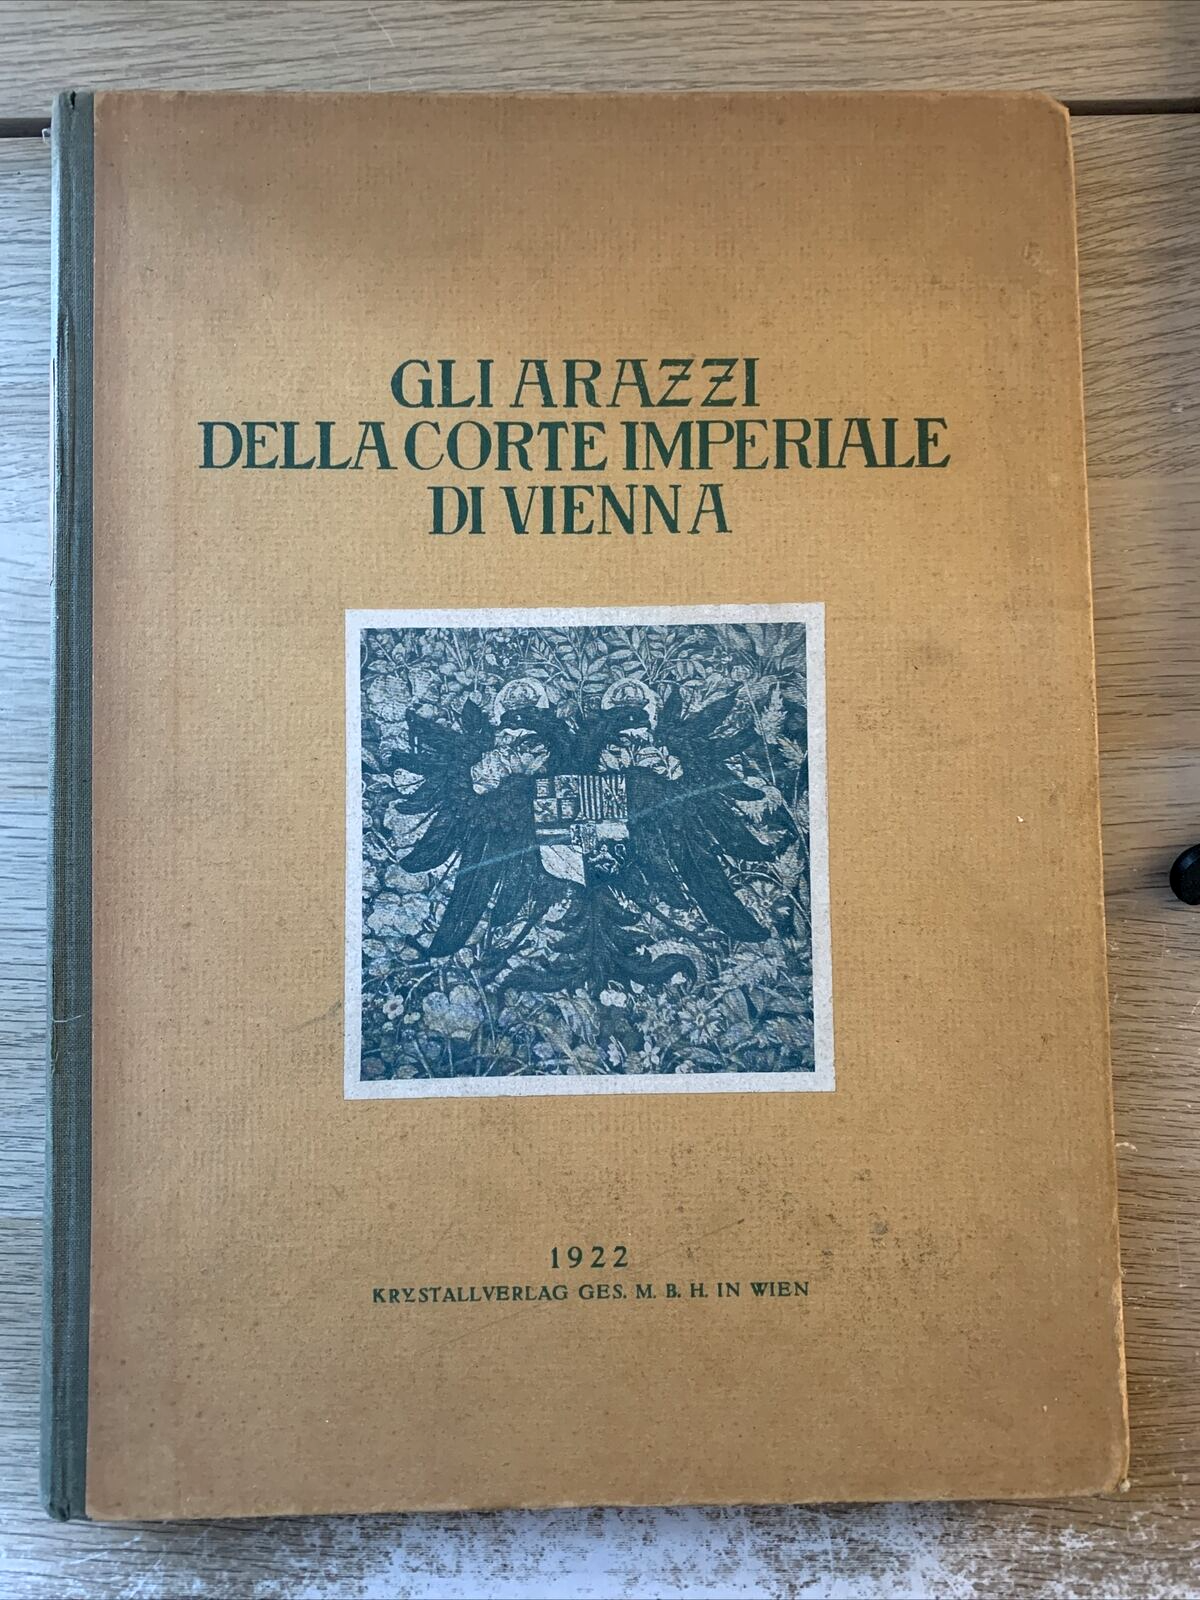 GLI ARAZZI
DELLA CORTE IMPERIALE
DI VIENNA
1922
KRYSTALLVERLAG GES. M. B. H. IN WIEN